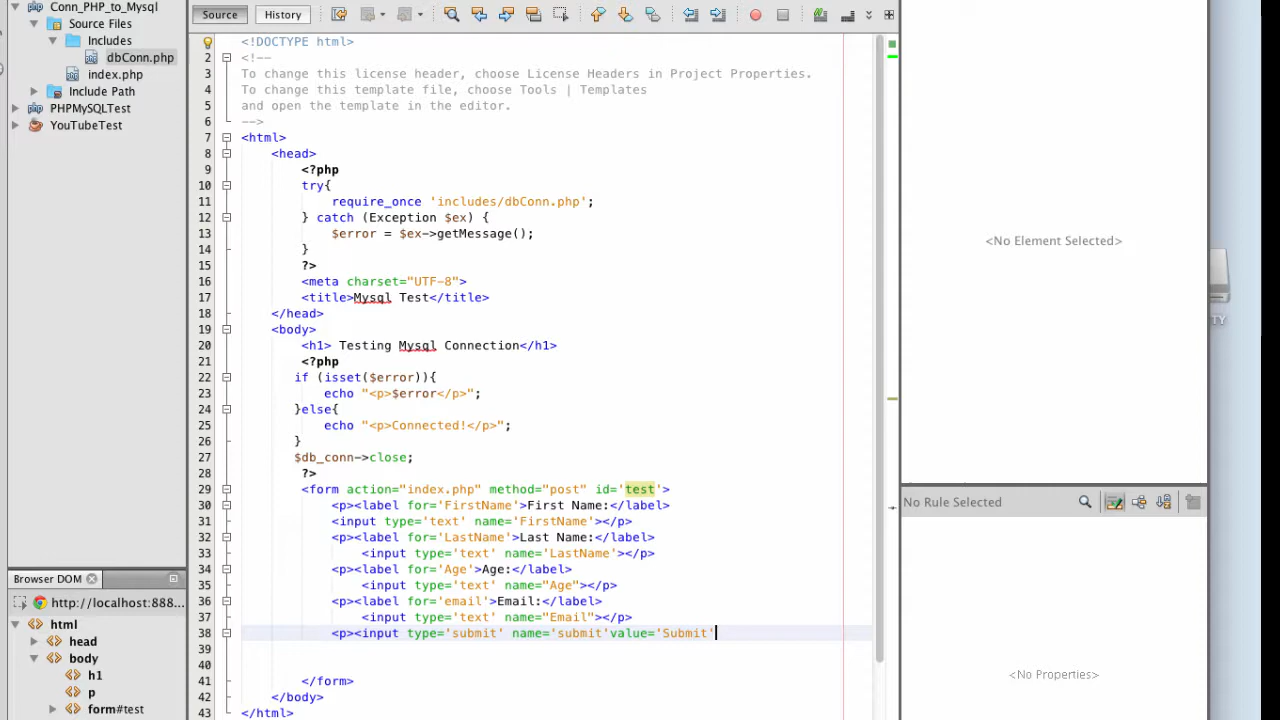 Conn_PHP_to_Mysql
Source Files
Includes
dbConn.php
index.php
Include Path
PHPMySQLTest
YouTubeTest
Browser DOM
http://localhost:888...
html
head
body
h1
p
form#test
Source
History
<!DOCTYPE html>
2 <!--
3 To change this license header, choose License Headers in Project Properties.
4 To change this template file, choose Tools | Templates
5 and open the template in the editor.
6 -->
7 <html>
8 <head>
9 <?php
10 try{
11 require_once 'includes/dbConn.php';
12 } catch (Exception $ex) {
13 $error = $ex->getMessage();
14 }
15 ?>
16 <meta charset="UTF-8">
17 <title>Mysql Test</title>
18 </head>
19 <body>
20 <h1> Testing Mysql Connection</h1>
21 <?php
22 if (isset($error)){
23 echo "<p>$error</p>";
24 }else{
25 echo "<p>Connected!</p>";
26 }
27 $db_conn->close;
28 ?>
29 <form action="index.php" method="post" id='test'>
30 <p><label for='FirstName'>First Name:</label>
31 <input type='text' name='FirstName'></p>
32 <p><label for='LastName'>Last Name:</label>
33 <input type='text' name='LastName'></p>
34 <p><label for='Age'>Age:</label>
35 <input type='text' name="Age"></p>
36 <p><label for='email'>Email:</label>
37 <input type='text' name="Email"></p>
38 <p><input type='submit' name='submit'value='Submit'
39
40
41 </form>
42 </body>
43 </html>
<No Element Selected>
No Rule Selected
<No Properties>
TY